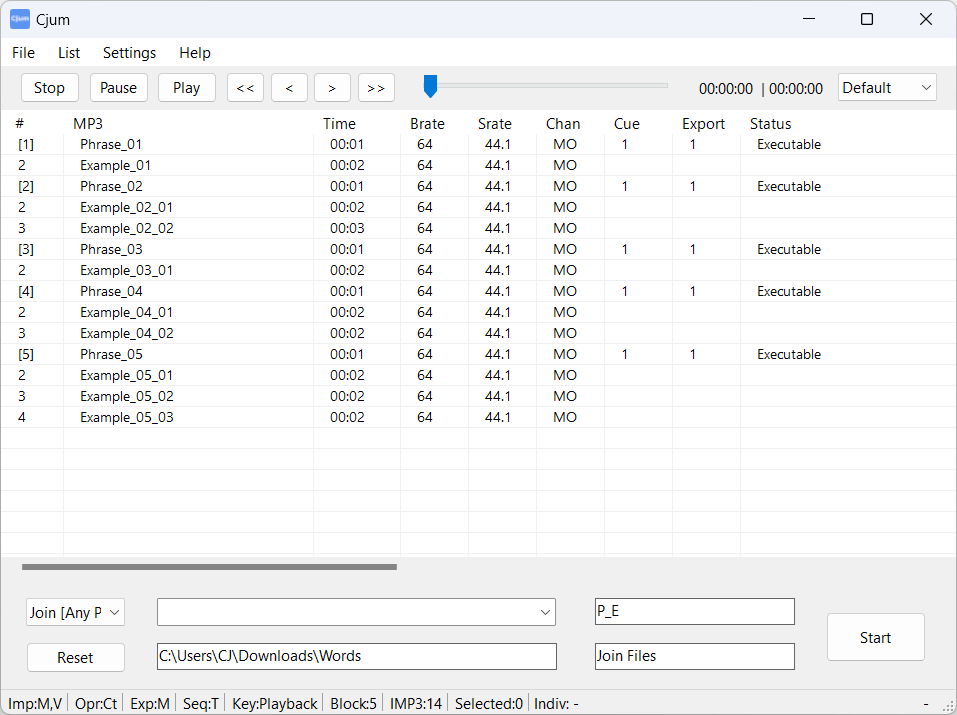 Cjum Cjum
File List Settings Help
Stop Pause Play << < > >> 00:00:00 | 00:00:00 Default
# MP3 Time Brate Srate Chan Cue Export Status
[1] Phrase_01 00:01 64 44.1 MO 1 1 Executable
2 Example_01 00:02 64 44.1 MO
[2] Phrase_02 00:01 64 44.1 MO 1 1 Executable
2 Example_02_01 00:02 64 44.1 MO
3 Example_02_02 00:03 64 44.1 MO
[3] Phrase_03 00:01 64 44.1 MO 1 1 Executable
2 Example_03_01 00:02 64 44.1 MO
[4] Phrase_04 00:01 64 44.1 MO 1 1 Executable
2 Example_04_01 00:02 64 44.1 MO
3 Example_04_02 00:02 64 44.1 MO
[5] Phrase_05 00:01 64 44.1 MO 1 1 Executable
2 Example_05_01 00:02 64 44.1 MO
3 Example_05_02 00:02 64 44.1 MO
4 Example_05_03 00:02 64 44.1 MO
Join [Any P P_E
Start
Reset C:\Users\CJ\Downloads\Words Join Files
Imp:M,V Opr:Ct Exp:M Seq:T Key:Playback Block:5 IMP3:14 Selected:0 Indiv: - -